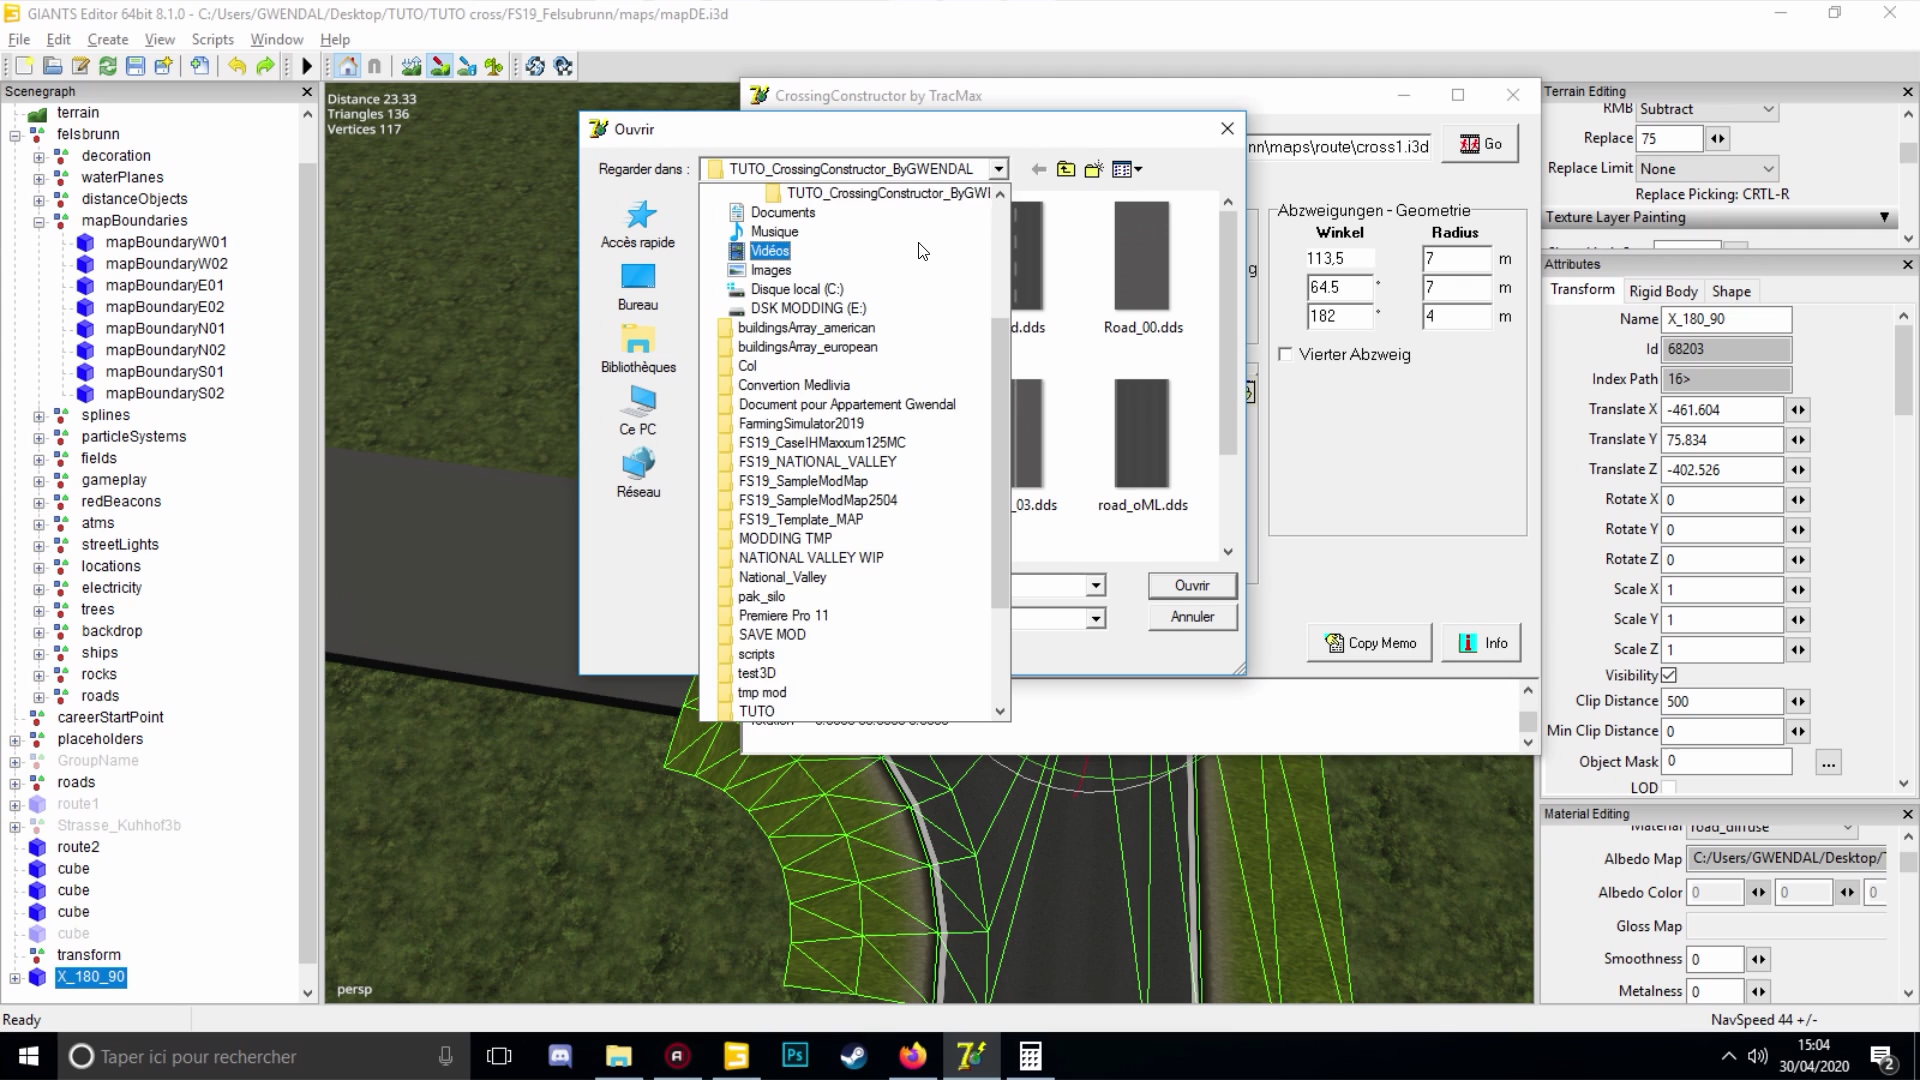 GIANTS Editor 64bit 8.1.0 - C:/Users/GWENDAL/Desktop/TUTO/TUTO cross/FS19_Felsubrunn/maps/mapDE.i3d
File Edit Create View Scripts Window Help
Scenegraph
terrain
felsbrunn
decoration
waterPlanes
distanceObjects
mapBoundaries
mapBoundaryW01
mapBoundaryW02
mapBoundaryE01
mapBoundaryE02
mapBoundaryN01
mapBoundaryN02
mapBoundaryS01
mapBoundaryS02
splines
particleSystems
fields
gameplay
redBeacons
atms
streetLights
locations
electricity
trees
backdrop
ships
rocks
roads
careerStartPoint
placeholders
GroupName
roads
route1
Strasse_Kuhhof3b
route2
cube
cube
cube
cube
transform
X_180_90
Ready
Distance 23.33
Triangles 136
Vertices 117
persp
CrossingConstructor by TracMax
nn\maps\route\cross1.i3d
Go
Abzweigungen - Geometrie
Winkel Radius
113,5 7 m
64.5 ° 7 m
182 ° 4 m
Vierter Abzweig
Copy Memo
Info
Ouvrir
Regarder dans :
TUTO_CrossingConstructor_ByGWENDAL
Accès rapide
Bureau
Bibliothèques
Ce PC
Réseau
TUTO_CrossingConstructor_ByGWI
Documents
Musique
Vidéos
Images
Disque local (C:)
DSK MODDING (E:)
buildingsArray_american
buildingsArray_european
Col
Convertion Medlivia
Document pour Appartement Gwendal
FarmingSimulator2019
FS19_CaseIHMaxxum125MC
FS19_NATIONAL_VALLEY
FS19_SampleModMap
FS19_SampleModMap2504
FS19_Template_MAP
MODDING TMP
NATIONAL VALLEY WIP
National_Valley
pak_silo
Premiere Pro 11
SAVE MOD
scripts
test3D
tmp mod
TUTO
d.dds
Road_00.dds
_03.dds
road_oML.dds
Ouvrir
Annuler
Terrain Editing
RMB Subtract
Replace 75
Replace Limit None
Replace Picking: CRTL-R
Texture Layer Painting
Attributes
Transform Rigid Body Shape
Name X_180_90
Id 68203
Index Path 16>
Translate X -461.604
Translate Y 75.834
Translate Z -402.526
Rotate X 0
Rotate Y 0
Rotate Z 0
Scale X 1
Scale Y 1
Scale Z 1
Visibility
Clip Distance 500
Min Clip Distance 0
Object Mask 0 ...
LOD
Material Editing
Material road_diffuse
Albedo Map C:/Users/GWENDAL/Desktop/
Albedo Color 0 0 0
Gloss Map
Smoothness 0
Metalness 0
NavSpeed 44 +/-
Taper ici pour rechercher
Ps
15:04
30/04/2020
2